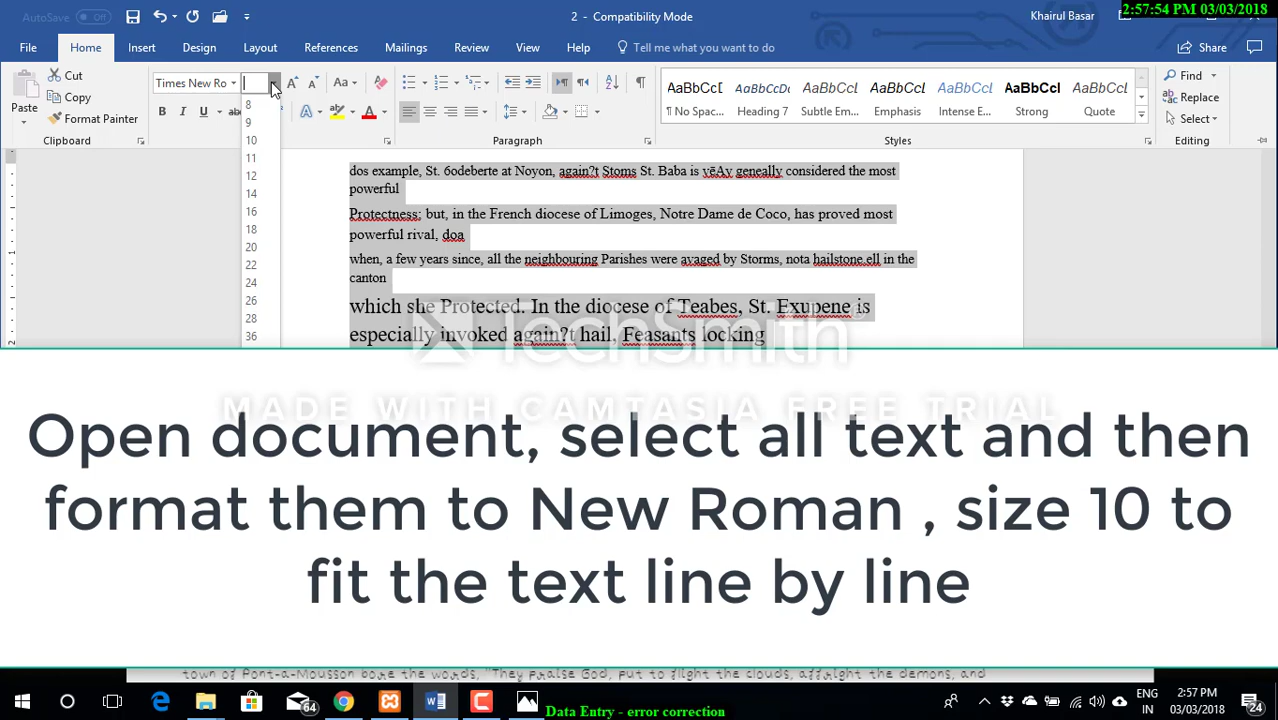 AutoSave Off
2 - Compatibility Mode
Khairul Basar
2:57:54 PM 03/03/2018
File Home Insert Design Layout References Mailings Review View Help Tell me what you want to do
Share
Paste
Cut
Copy
Format Painter
Clipboard
Times New Ro
Paragraph
AaBbCcDc AaBbCcDc AaBbCcDc AaBbCcDc AaBbCcDc AaBbCcDc AaBbCcDc
¶ No Spac... Heading 7 Subtle Em... Emphasis Intense E... Strong Quote
Styles
Find
Replace
Select
Editing
8
9
10
11
12
14
16
18
20
22
24
26
28
36
dos example, St. 6odeberte at Noyon, again?t Stoms St. Baba is yēAy geneally considered the most
powerful
Protectness; but, in the French diocese of Limoges, Notre Dame de Coco, has proved most
powerful rival, doa
when, a few years since, all the neighbouring Parishes were avaged by Storms, nota hailstone.ell in the
canton
which she Protected. In the diocese of Teabes, St. Exupene is
especially invoked again?t hail, Feasants locking
TechSmith
MADE WITH CAMTASIA FREE TRIAL
Open document, select all text and then
format them to New Roman , size 10 to
fit the text line by line
town of Pont-a-Mousson bore the words, "They praise God, put to flight the clouds, affright the demons, and
64
Data Entry - error correction
ENG
IN
2:57 PM
03/03/2018
24